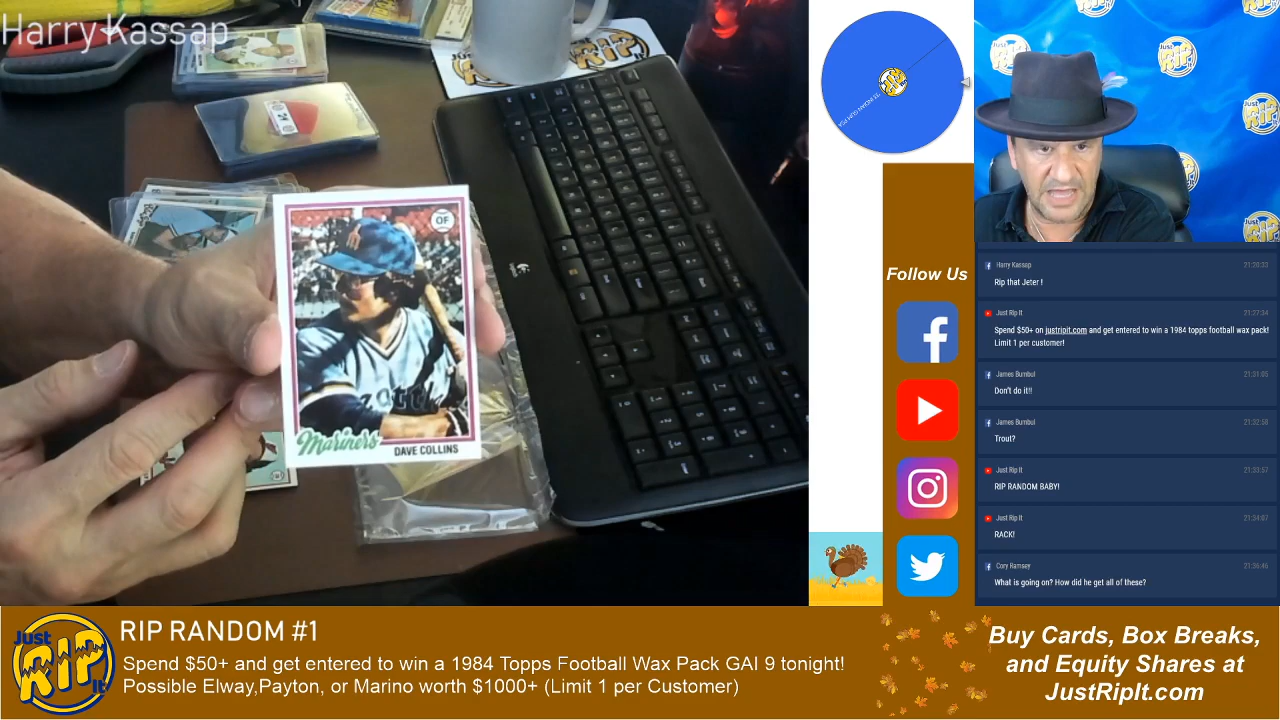 Harry Kassap
RIP
OF
Mariners
DAVE COLLINS
Follow Us
Harry Kassap
21:20:33
Rip that Jeter !
Just Rip It
21:27:34
Spend $50+ on justripit.com and get entered to win a 1984 topps football wax pack!
Limit 1 per customer!
James Bumbul
21:31:05
Don't do it!!
James Bumbul
21:32:58
Trout?
Just Rip It
21:33:57
RIP RANDOM BABY!
Just Rip It
21:34:07
RACK!
Cory Ramsey
21:36:46
What is going on? How did he get all of these?
Just
RIP
It
RIP RANDOM #1
Spend $50+ and get entered to win a 1984 Topps Football Wax Pack GAI 9 tonight!
Possible Elway,Payton, or Marino worth $1000+ (Limit 1 per Customer)
Buy Cards, Box Breaks,
and Equity Shares at
JustRipIt.com